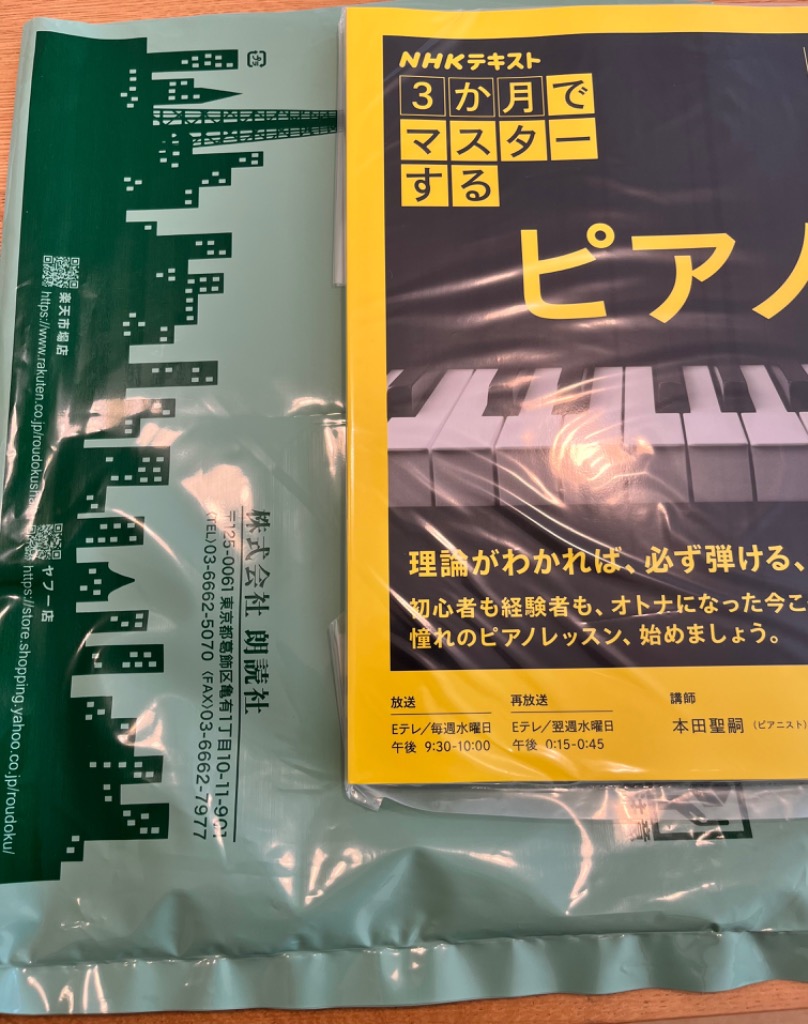 NHKテキスト
3か月で
マスター
する
ピアノ
理論がわかれば、必ず弾ける、
初心者も経験者も、オトナになった今こ
憧れのピアノレッスン、始めましょう。
放送
Eテレ/毎週水曜日
午後 9:30-10:00
再放送
Eテレ/翌週水曜日
午後 0:15-0:45
講師
本田聖嗣(ピアニスト)
プラ
楽天市場店
https://www.rakuten.co.jp/roudokusha
ヤフー店
https://store.shopping.yahoo.co.jp/roudoku/
株式会社 朗読社
〒125-0061 東京都葛飾区亀有1丁目10-11-901
(TEL)03-6662-5070 (FAX)03-6662-7977